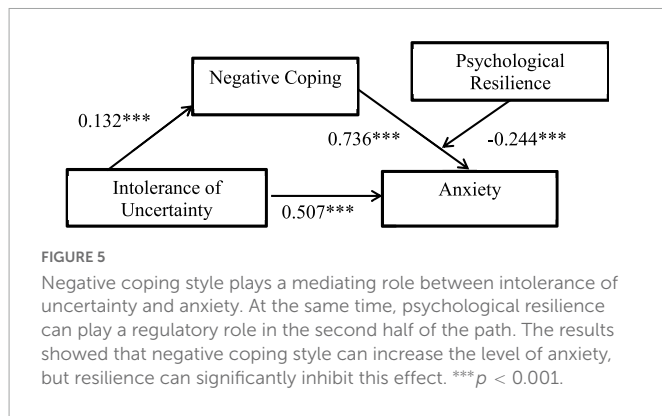 Psychological
Resilience
Negative Coping
0.132***
0.736***
-0.244***
Intolerance of
Uncertainty
Anxiety
0.507***
FIGURE 5
Negative coping style plays a mediating role between intolerance of
uncertainty and anxiety. At the same time, psychological resilience
can play a regulatory role in the second half of the path. The results
showed that negative coping style can increase the level of anxiety,
but resilience can significantly inhibit this effect. ***p < 0.001.